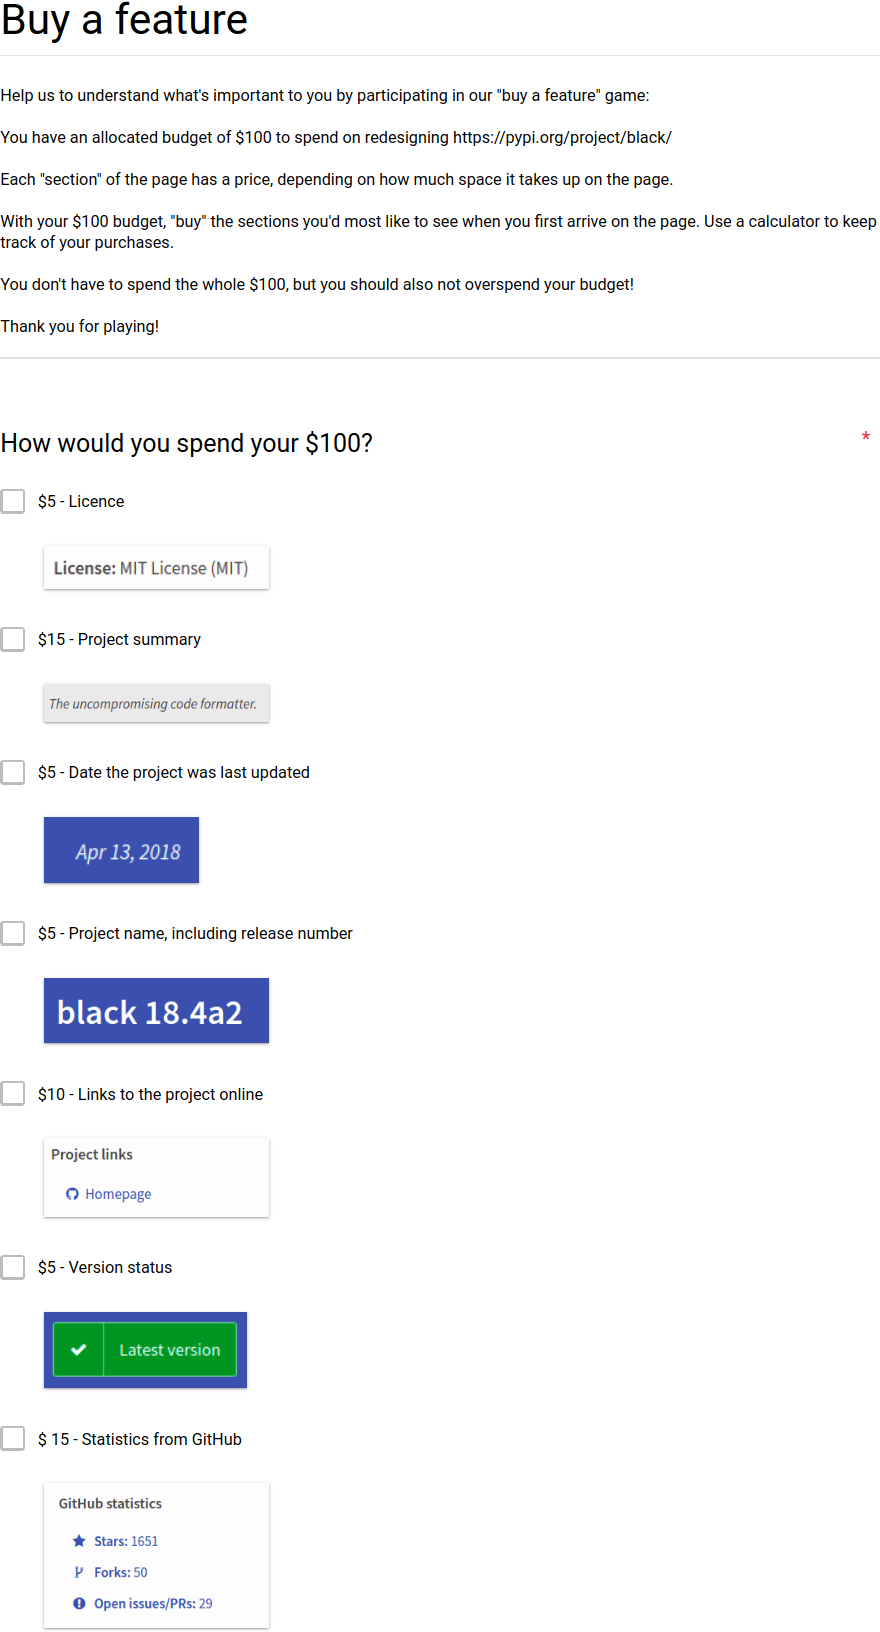 Buy a feature
Help us to understand what's important to you by participating in our "buy a feature" game:
You have an allocated budget of $100 to spend on redesigning https://pypi.org/project/black/
Each "section" of the page has a price, depending on how much space it takes up on the page.
With your $100 budget, "buy" the sections you'd most like to see when you first arrive on the page. Use a calculator to keep
track of your purchases.
You don't have to spend the whole $100, but you should also not overspend your budget!
Thank you for playing!
How would you spend your $100? *
$5 - Licence
License: MIT License (MIT)
$15 - Project summary
The uncompromising code formatter.
$5 - Date the project was last updated
Apr 13, 2018
$5 - Project name, including release number
black 18.4a2
$10 - Links to the project online
Project links
Homepage
$5 - Version status
Latest version
$ 15 - Statistics from GitHub
GitHub statistics
Stars: 1651
Forks: 50
Open issues/PRs: 29